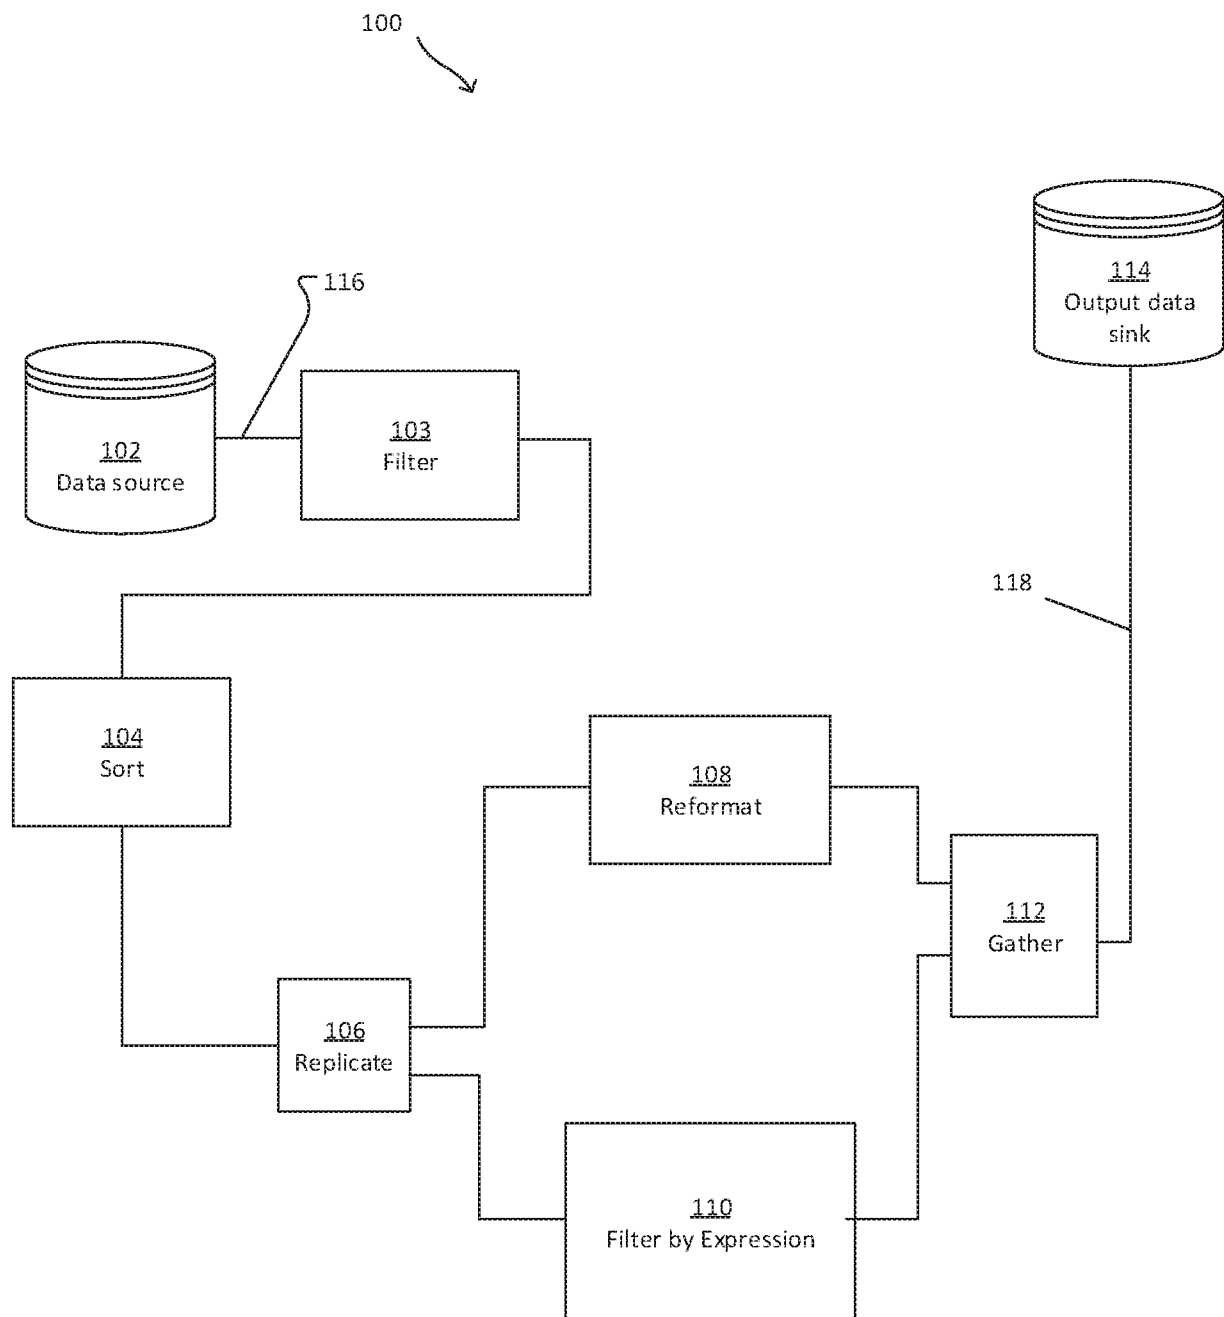 100
114
Output data
sink
116
102
Data source
103
Filter
118
104
Sort
108
Reformat
112
Gather
106
Replicate
110
Filter by Expression